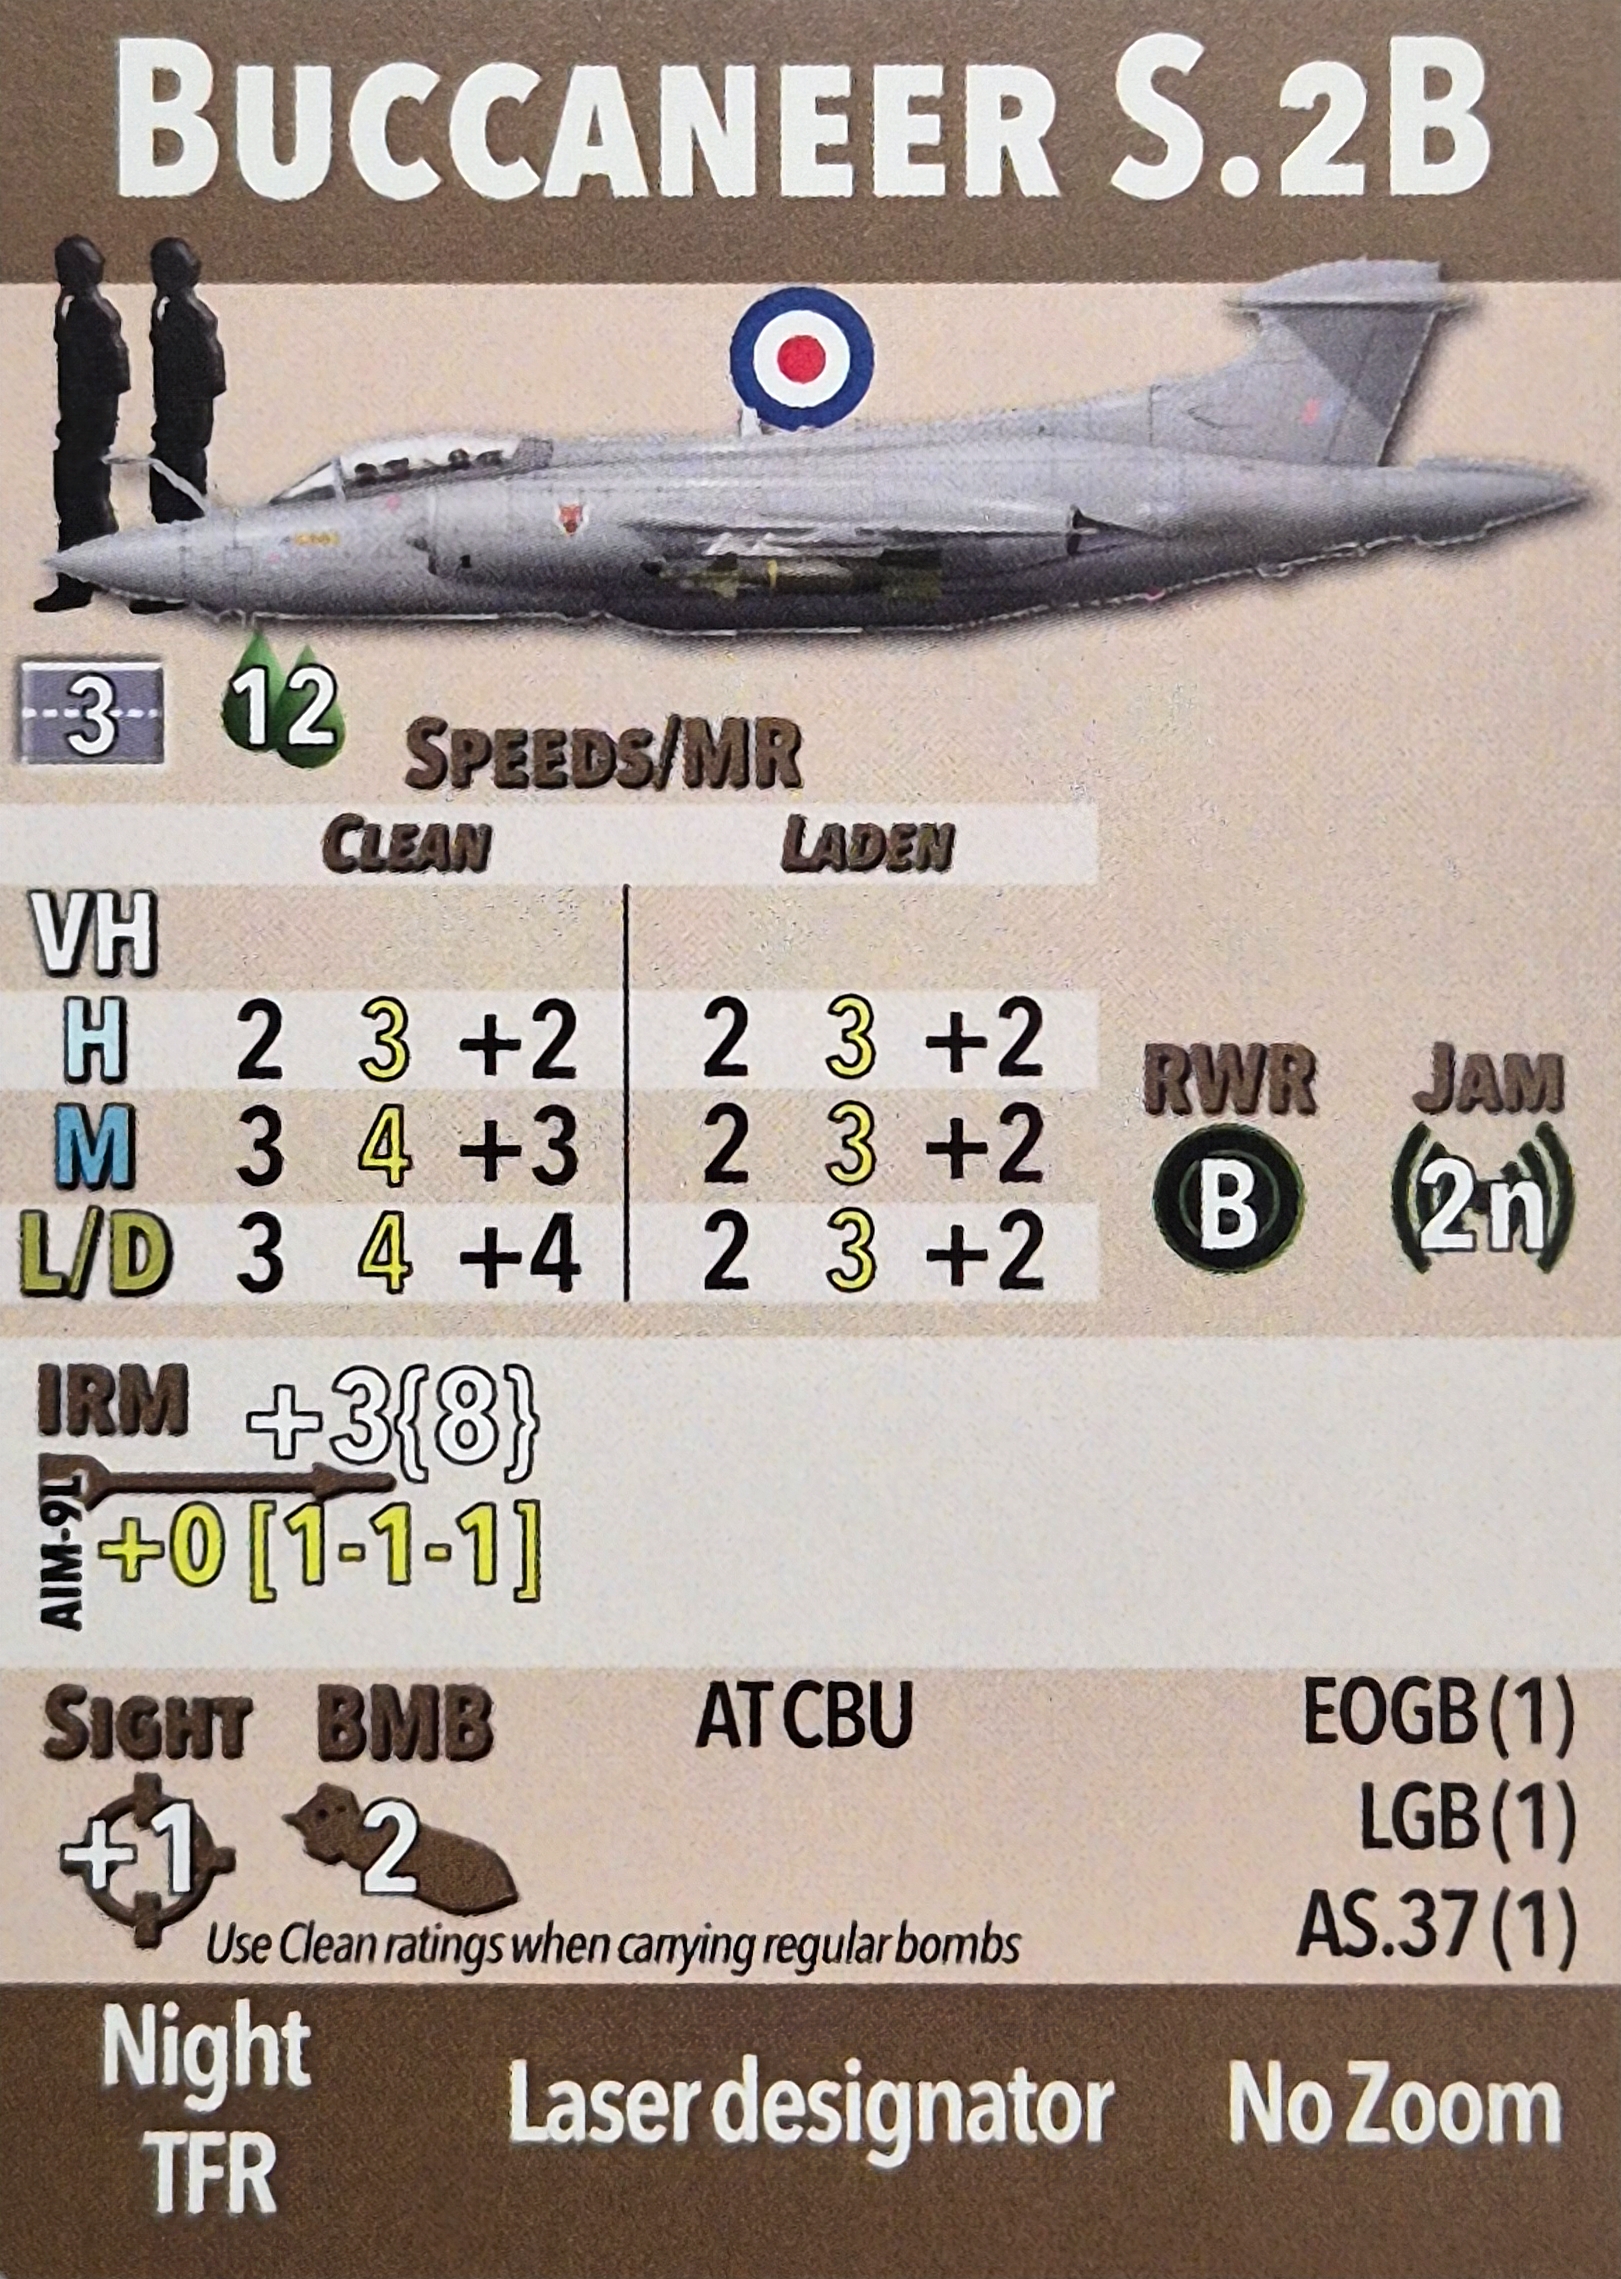 BUCCANEER S.2B
3 12
SPEEDS/MR
CLEAN LADEN
VH
H 2 3 +2 2 3 +2
M 3 4 +3 2 3 +2
L/D 3 4 +4 2 3 +2
RWR JAM
B 2n
IRM +3{8}
AIM-9L +0 [1-1-1]
SIGHT BMB
+1 2
AT CBU
EOGB (1)
LGB (1)
AS.37 (1)
Use Clean ratings when carrying regular bombs
Night
TFR
Laser designator
No Zoom